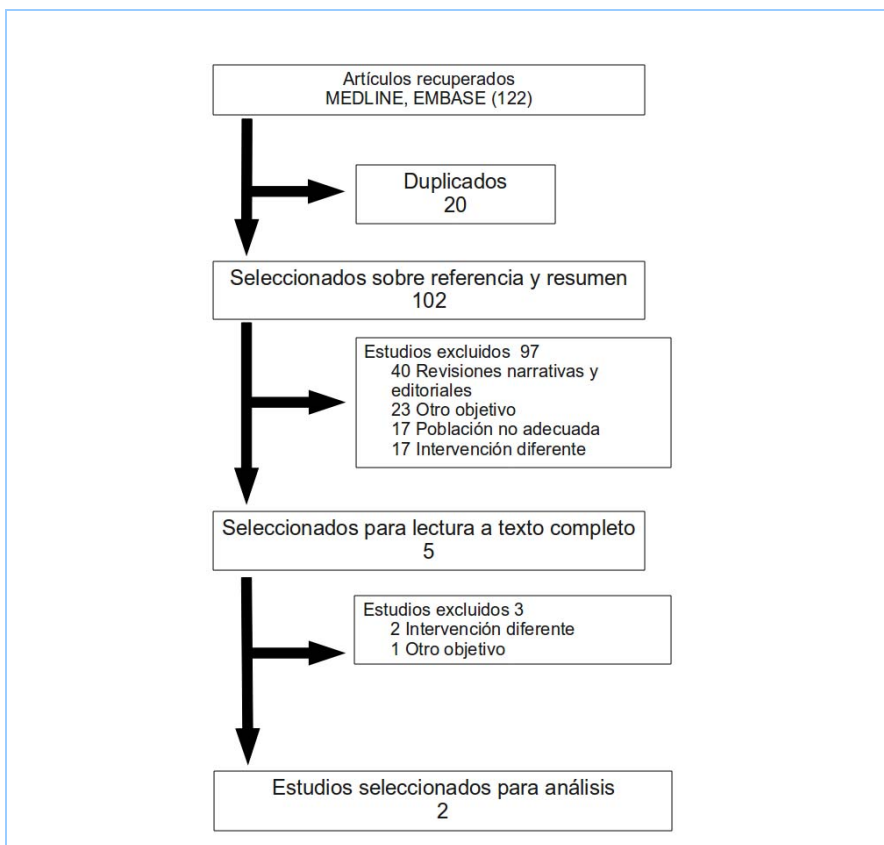 Artículos recuperados
MEDLINE, EMBASE (122)
Duplicados
20
Seleccionados sobre referencia y resumen
102
Estudios excluidos 97
40 Revisiones narrativas y
editoriales
23 Otro objetivo
17 Población no adecuada
17 Intervención diferente
Seleccionados para lectura a texto completo
5
Estudios excluidos 3
2 Intervención diferente
1 Otro objetivo
Estudios seleccionados para análisis
2